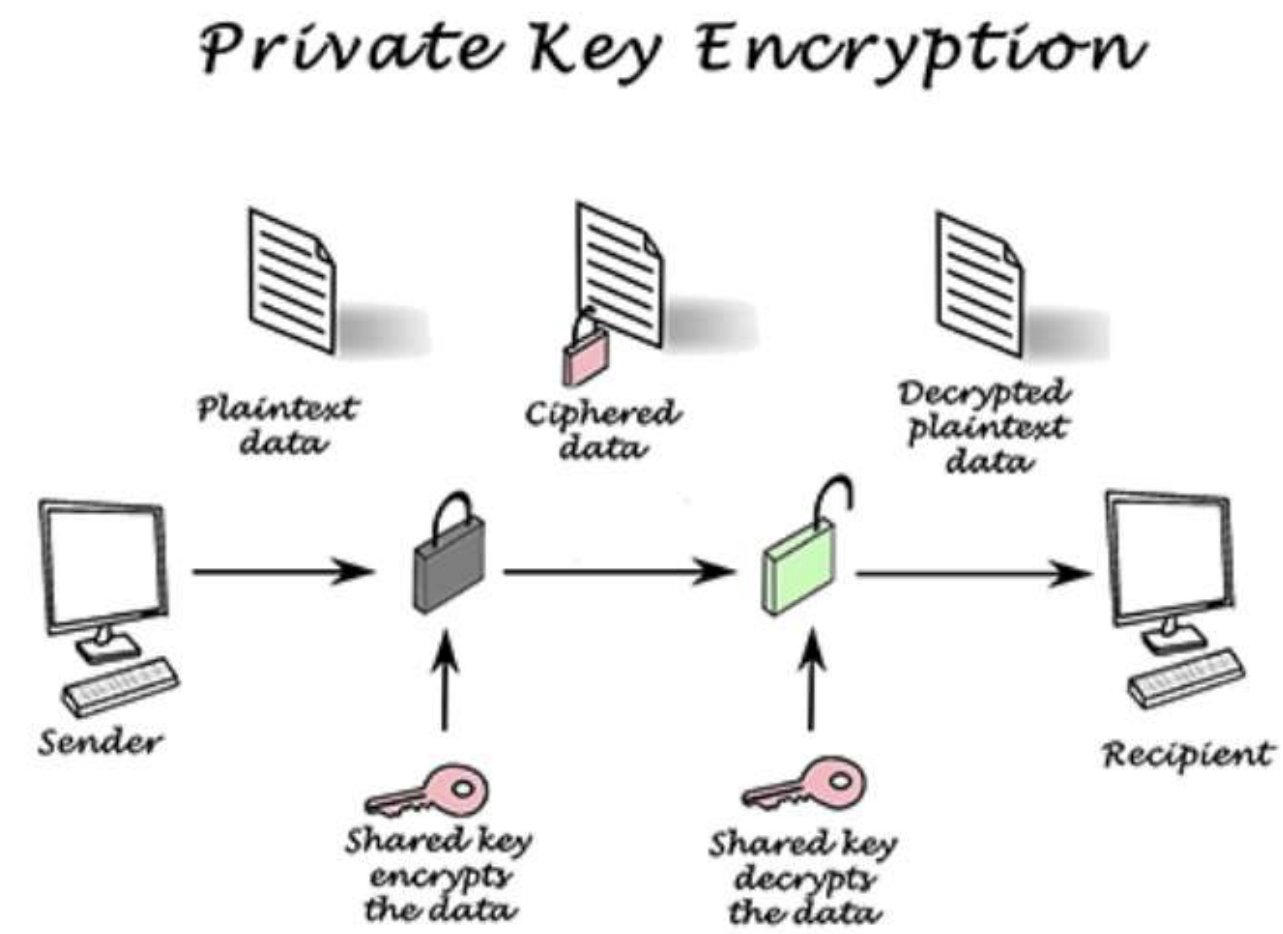 Private Key Encryption
Plaintext
data
Ciphered
data
Decrypted
plaintext
data
Sender
Recipient
Shared key
encrypts
the data
Shared key
decrypts
the data